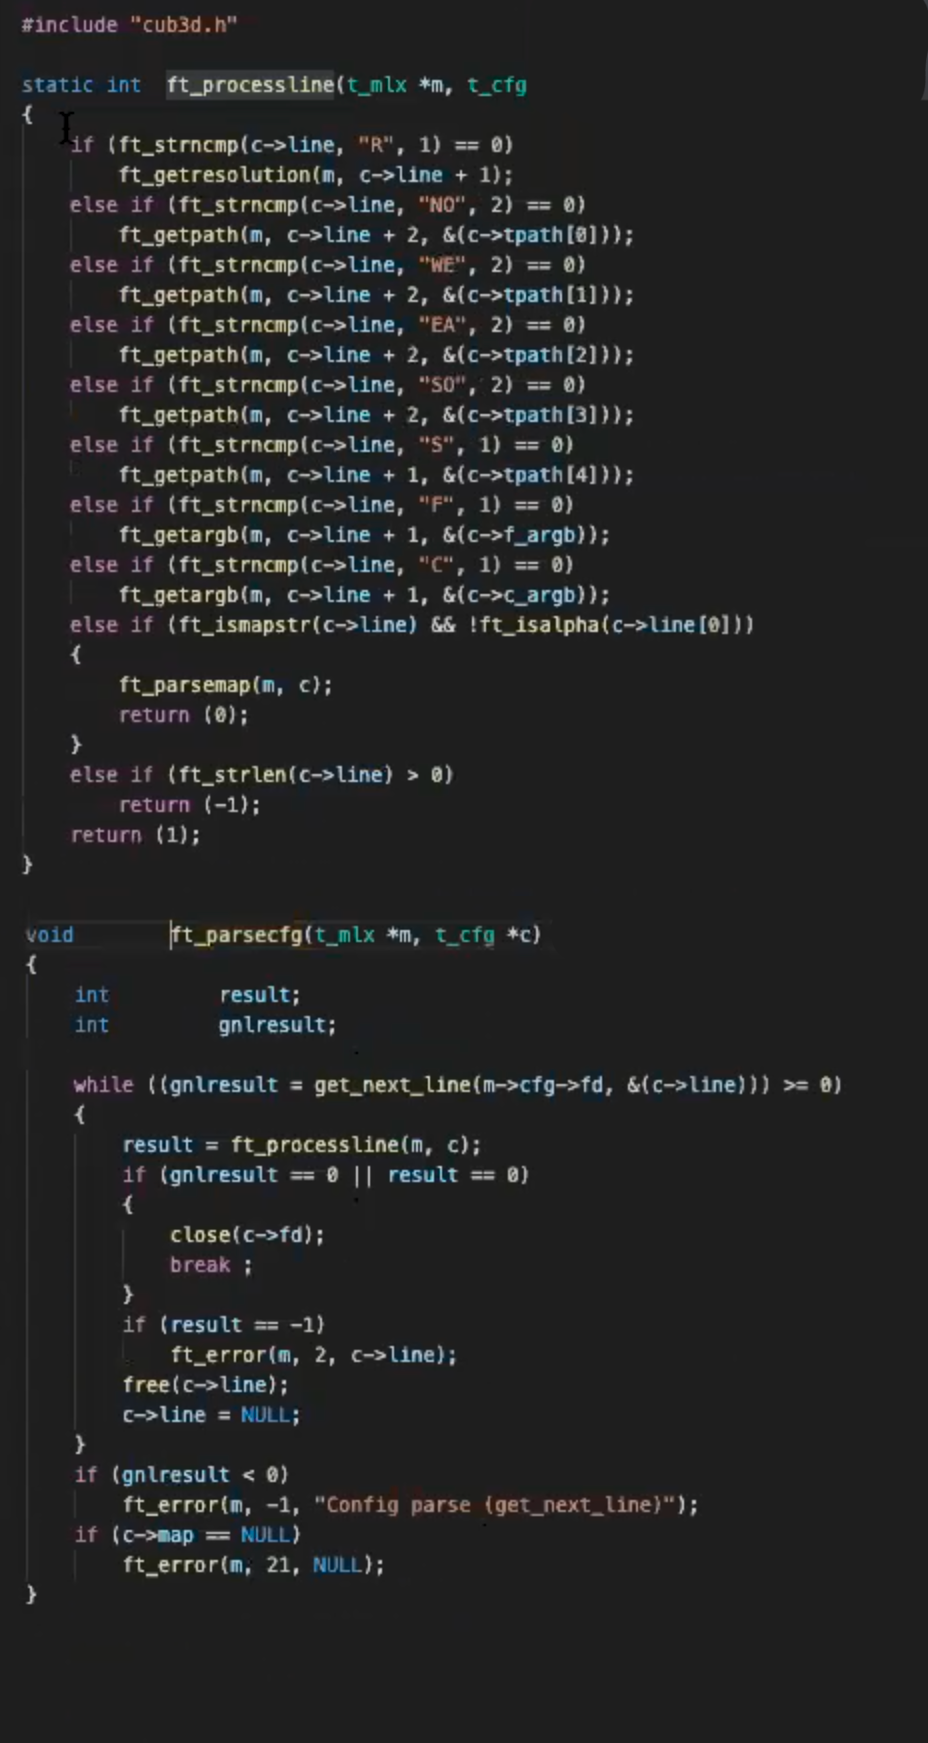 #include "cub3d.h"
static int ft_processline(t_mlx *m, t_cfg
{
if (ft_strncmp(c->line, "R", 1) == 0)
ft_getresolution(m, c->line + 1);
else if (ft_strncmp(c->line, "NO", 2) == 0)
ft_getpath(m, c->line + 2, &(c->tpath[0]));
else if (ft_strncmp(c->line, "WE", 2) == 0)
ft_getpath(m, c->line + 2, &(c->tpath[1]));
else if (ft_strncmp(c->line, "EA", 2) == 0)
ft_getpath(m, c->line + 2, &(c->tpath[2]));
else if (ft_strncmp(c->line, "SO", 2) == 0)
ft_getpath(m, c->line + 2, &(c->tpath[3]));
else if (ft_strncmp(c->line, "S", 1) == 0)
ft_getpath(m, c->line + 1, &(c->tpath[4]));
else if (ft_strncmp(c->line, "F", 1) == 0)
ft_getargb(m, c->line + 1, &(c->f_argb));
else if (ft_strncmp(c->line, "C", 1) == 0)
ft_getargb(m, c->line + 1, &(c->c_argb));
else if (ft_ismapstr(c->line) && !ft_isalpha(c->line[0]))
{
ft_parsemap(m, c);
return (0);
}
else if (ft_strlen(c->line) > 0)
return (-1);
return (1);
}
void ft_parsecfg(t_mlx *m, t_cfg *c)
{
int result;
int gnlresult;
while ((gnlresult = get_next_line(m->cfg->fd, &(c->line))) >= 0)
{
result = ft_processline(m, c);
if (gnlresult == 0 || result == 0)
{
close(c->fd);
break ;
}
if (result == -1)
ft_error(m, 2, c->line);
free(c->line);
c->line = NULL;
}
if (gnlresult < 0)
ft_error(m, -1, "Config parse (get_next_line)");
if (c->map == NULL)
ft_error(m, 21, NULL);
}